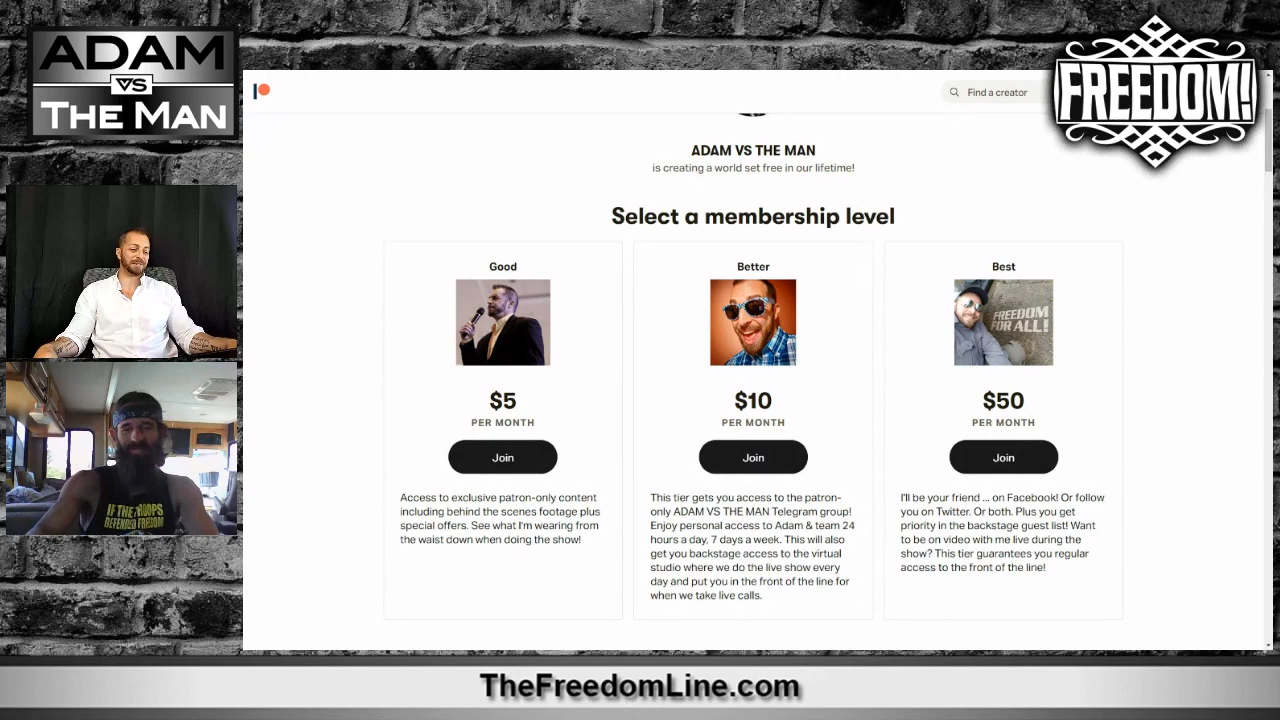 ADAM
VS
THE MAN
FREEDOM!
Find a creator
ADAM VS THE MAN
is creating a world set free in our lifetime!
Select a membership level
Good
$5
PER MONTH
Join
Access to exclusive patron-only content
including behind the scenes footage plus
special offers. See what I'm wearing from
the waist down when doing the show!
Better
$10
PER MONTH
Join
This tier gets you access to the patron-
only ADAM VS THE MAN Telegram group!
Enjoy personal access to Adam & team 24
hours a day, 7 days a week. This will also
get you backstage access to the virtual
studio where we do the live show every
day and put you in the front of the line for
when we take live calls.
Best
FREEDOM
FOR ALL!
$50
PER MONTH
Join
I'll be your friend ... on Facebook! Or follow
you on Twitter. Or both. Plus you get
priority in the backstage guest list! Want
to be on video with me live during the
show? This tier guarantees you regular
access to the front of the line!
IF THE TROOPS
DEFENDED FREEDOM
TheFreedomLine.com